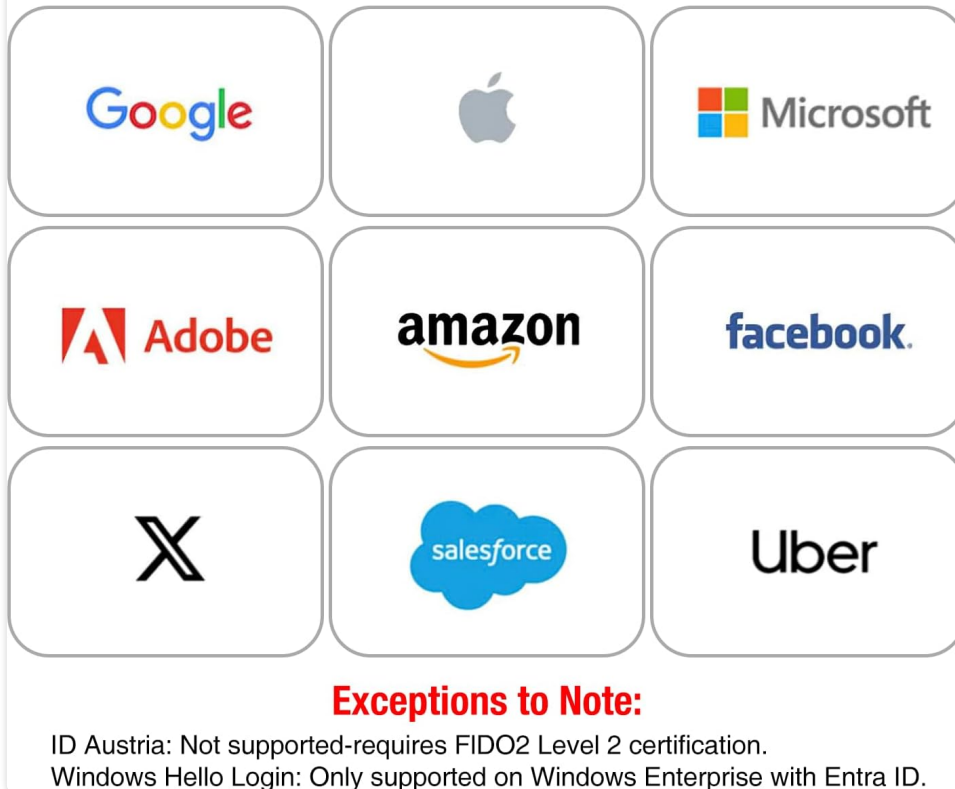 Google
Microsoft
Adobe
amazon
facebook.
X
salesforce
Uber
Exceptions to Note:
ID Austria: Not supported-requires FIDO2 Level 2 certification.
Windows Hello Login: Only supported on Windows Enterprise with Entra ID.